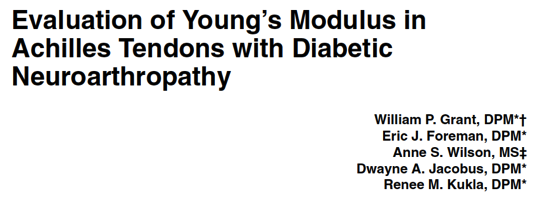 Evaluation of Young’s Modulus in
Achilles Tendons with Diabetic
Neuroarthropathy
William P. Grant, DPM*†
Eric J. Foreman, DPM*
Anne S. Wilson, MS‡
Dwayne A. Jacobus, DPM*
Renee M. Kukla, DPM*